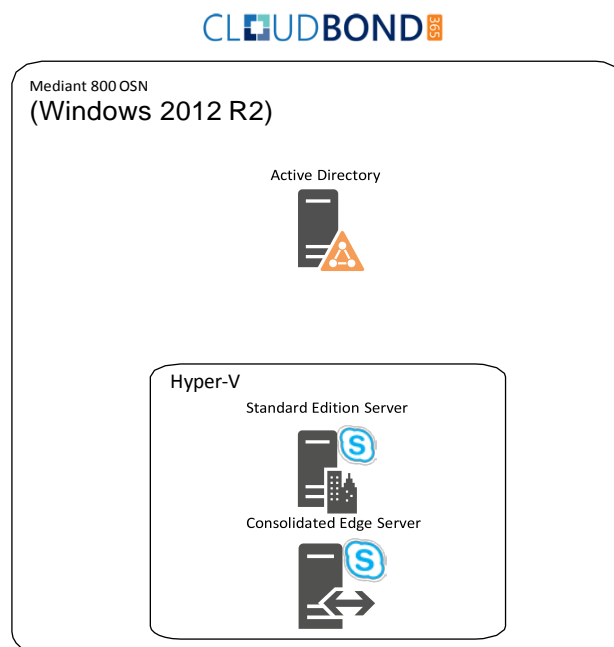 CLOUDBOND 365
Mediant 800 OSN
(Windows 2012 R2)
Active Directory
Hyper-V
Standard Edition Server
S
Consolidated Edge Server
S